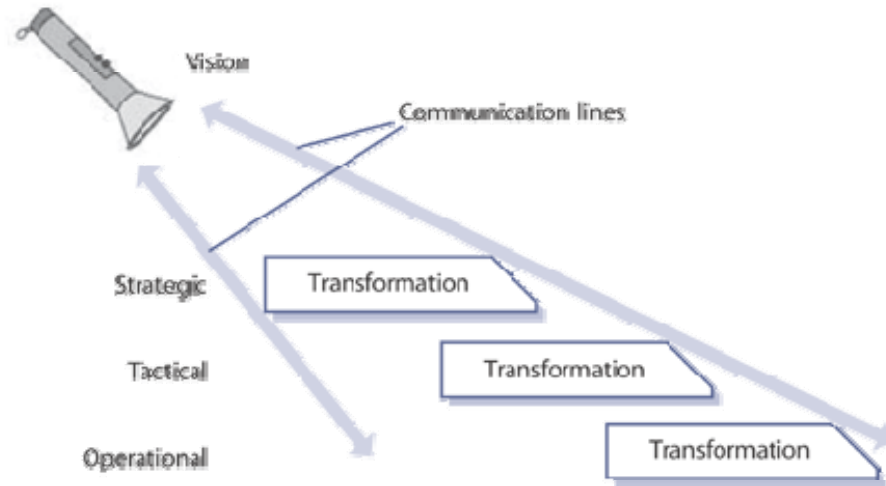 Vision
Communication lines
Strategic
Transformation
Tactical
Transformation
Operational
Transformation